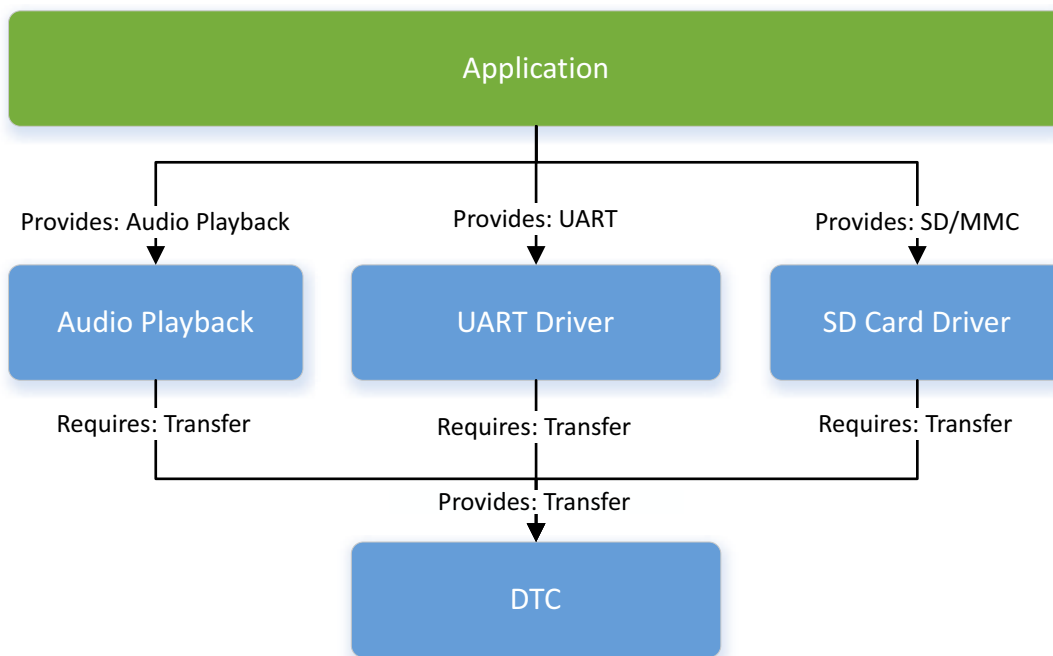 Application
Provides: Audio Playback
Provides: UART
Provides: SD/MMC
Audio Playback
UART Driver
SD Card Driver
Requires: Transfer
Requires: Transfer
Requires: Transfer
Provides: Transfer
DTC